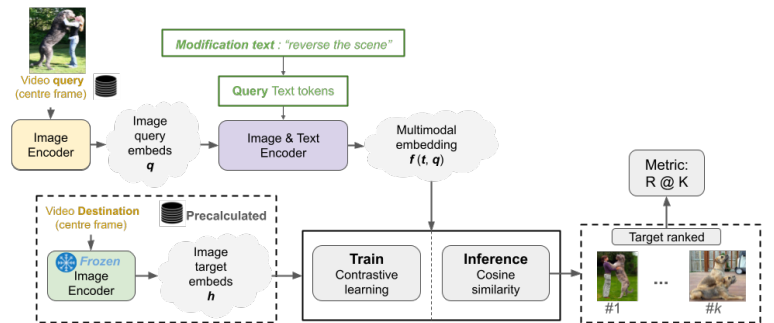 Modification text : “reverse the scene”
Video query
(centre frame)
Query Text tokens
Image
Encoder
Image
query
embeds
q
Image & Text
Encoder
Multimodal
embedding
f (t, q)
Metric:
R @ K
Video Destination
(centre frame)
Precalculated
Frozen
Image
Encoder
Image
target
embeds
h
Train
Contrastive
learning
Inference
Cosine
similarity
Target ranked
...
#1
#k